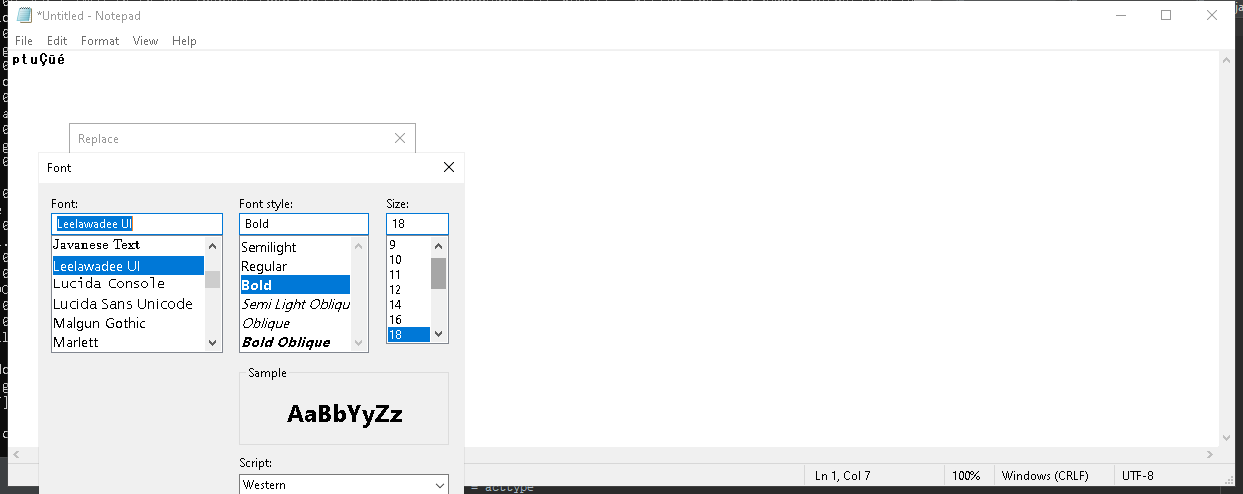 *Untitled - Notepad
File Edit Format View Help
ptuÇūé
Replace
Font
Font: Font style: Size:
Leelawadee UI Bold 18
Javanese Text
Leelawadee UI
Lucida Console
Lucida Sans Unicode
Malgun Gothic
Marlett
Semilight
Regular
Bold
Semi Light Obliqu
Oblique
Bold Oblique
9
10
11
12
14
16
18
Sample
AaBbYyZz
Script:
Western
Ln 1, Col 7 100% Windows (CRLF) UTF-8
= acctype